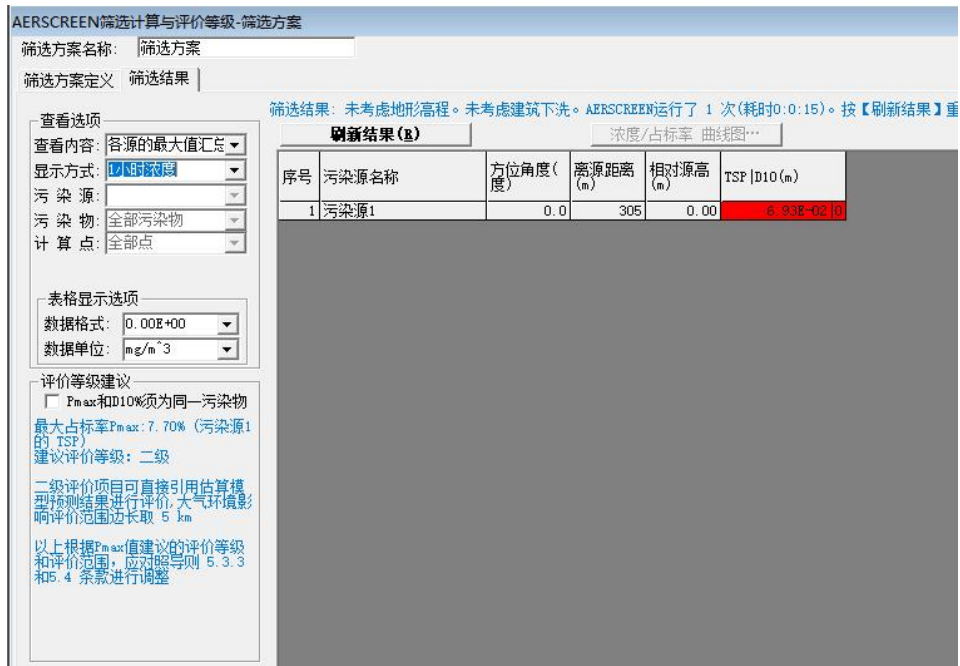 AERSCREEN筛选计算与评价等级-筛选方案
筛选方案名称: 筛选方案
筛选方案定义 筛选结果
筛选结果: 未考虑地形高程。未考虑建筑下洗。AERSCREEN运行了 1 次(耗时0:0:15)。按【刷新结果】重
刷新结果(R) 浓度/占标率 曲线图…
查看选项
查看内容: 各源的最大值汇总
显示方式: 1小时浓度
污 染 源:
污 染 物: 全部污染物
计 算 点: 全部点
序号 污染源名称 方位角度(度) 离源距离(m) 相对源高(m) TSP|D10(m)
1 污染源1 0.0 305 0.00 6.93E-02|0
表格显示选项
数据格式: 0.00E+00
数据单位: mg/m^3
评价等级建议
Pmax和D10%须为同一污染物
最大占标率Pmax:7.70% (污染源1
的 TSP)
建议评价等级: 二级
二级评价项目可直接引用估算模
型预测结果进行评价,大气环境影
响评价范围边长取 5 km
以上根据Pmax值建议的评价等级
和评价范围，应对照导则 5.3.3
和5.4 条款进行调整